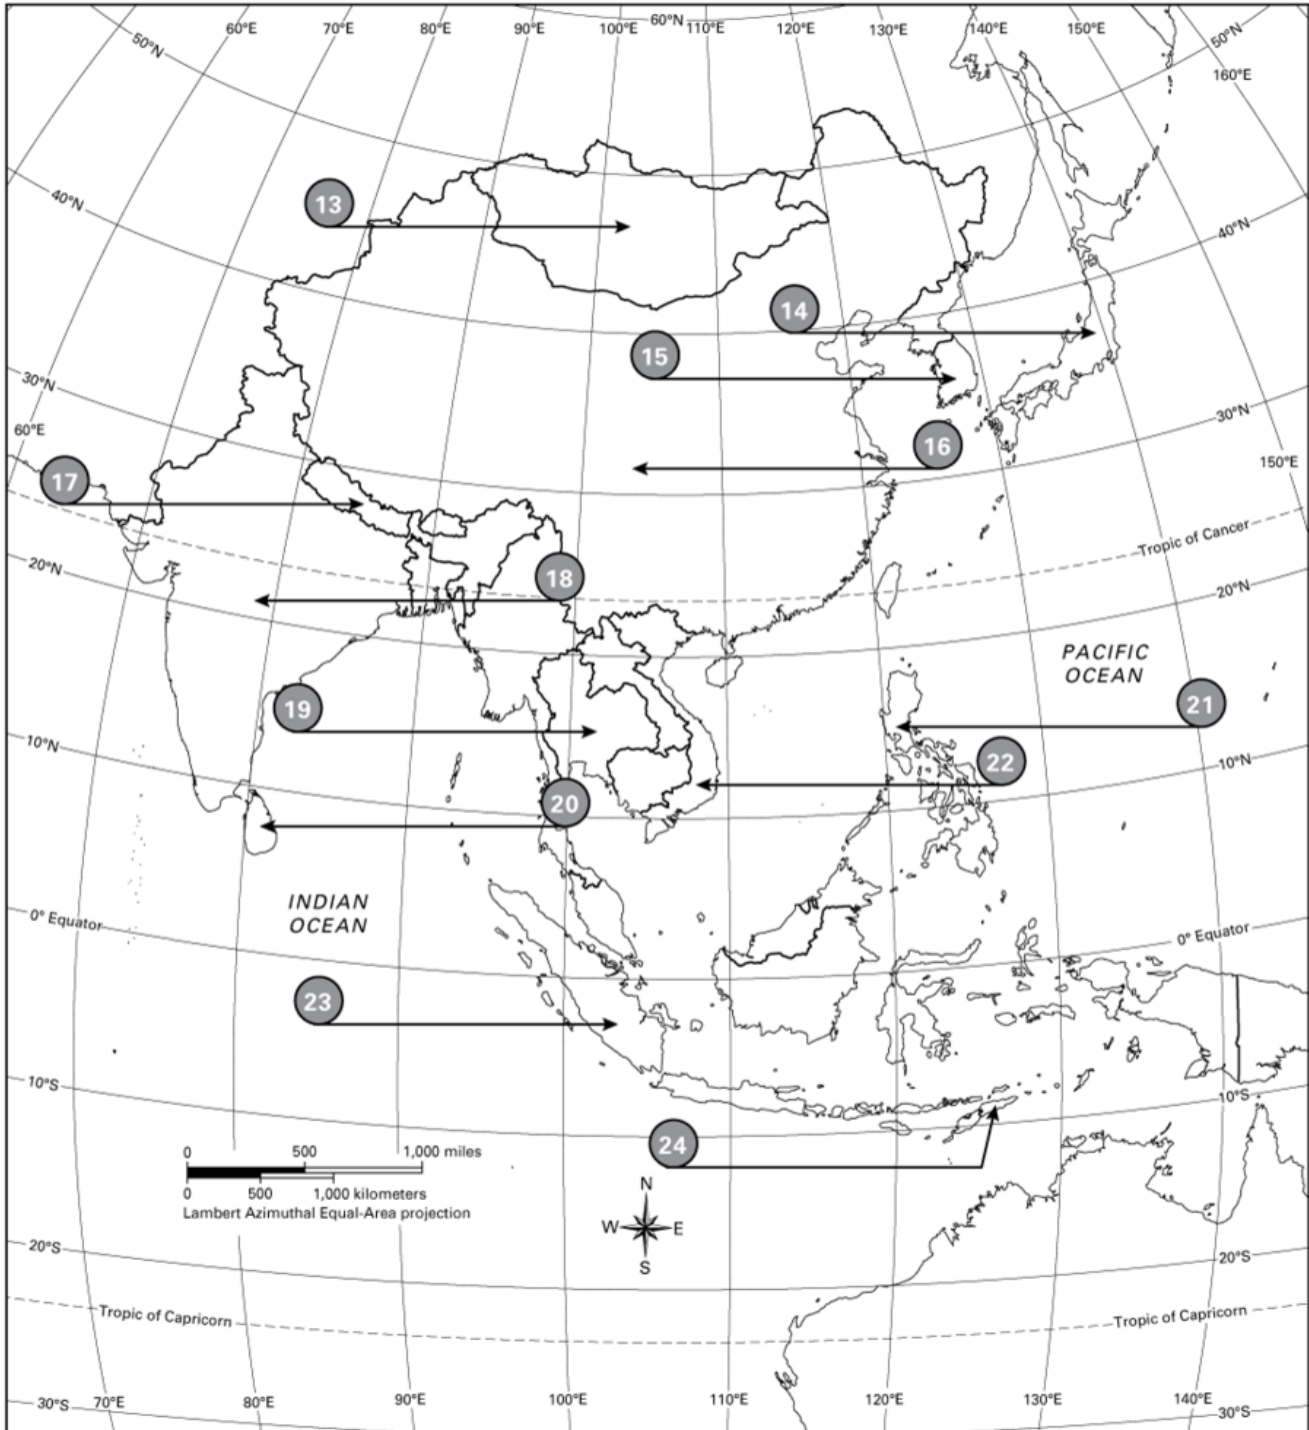 60°N
50°N
60°E
70°E
80°E
90°E
100°E
110°E
120°E
130°E
140°E
150°E
50°N
160°E
13
40°N
40°N
14
15
30°N
30°N
60°E
16
150°E
17
Tropic of Cancer
18
20°N
20°N
PACIFIC
OCEAN
19
21
10°N
22
10°N
20
INDIAN
OCEAN
0° Equator
0° Equator
23
10°S
10°S
24
0 500 1,000 miles
0 500 1,000 kilometers
Lambert Azimuthal Equal-Area projection
N
W E
S
20°S
20°S
Tropic of Capricorn
Tropic of Capricorn
30°S
70°E
80°E
90°E
100°E
110°E
120°E
130°E
140°E
30°S